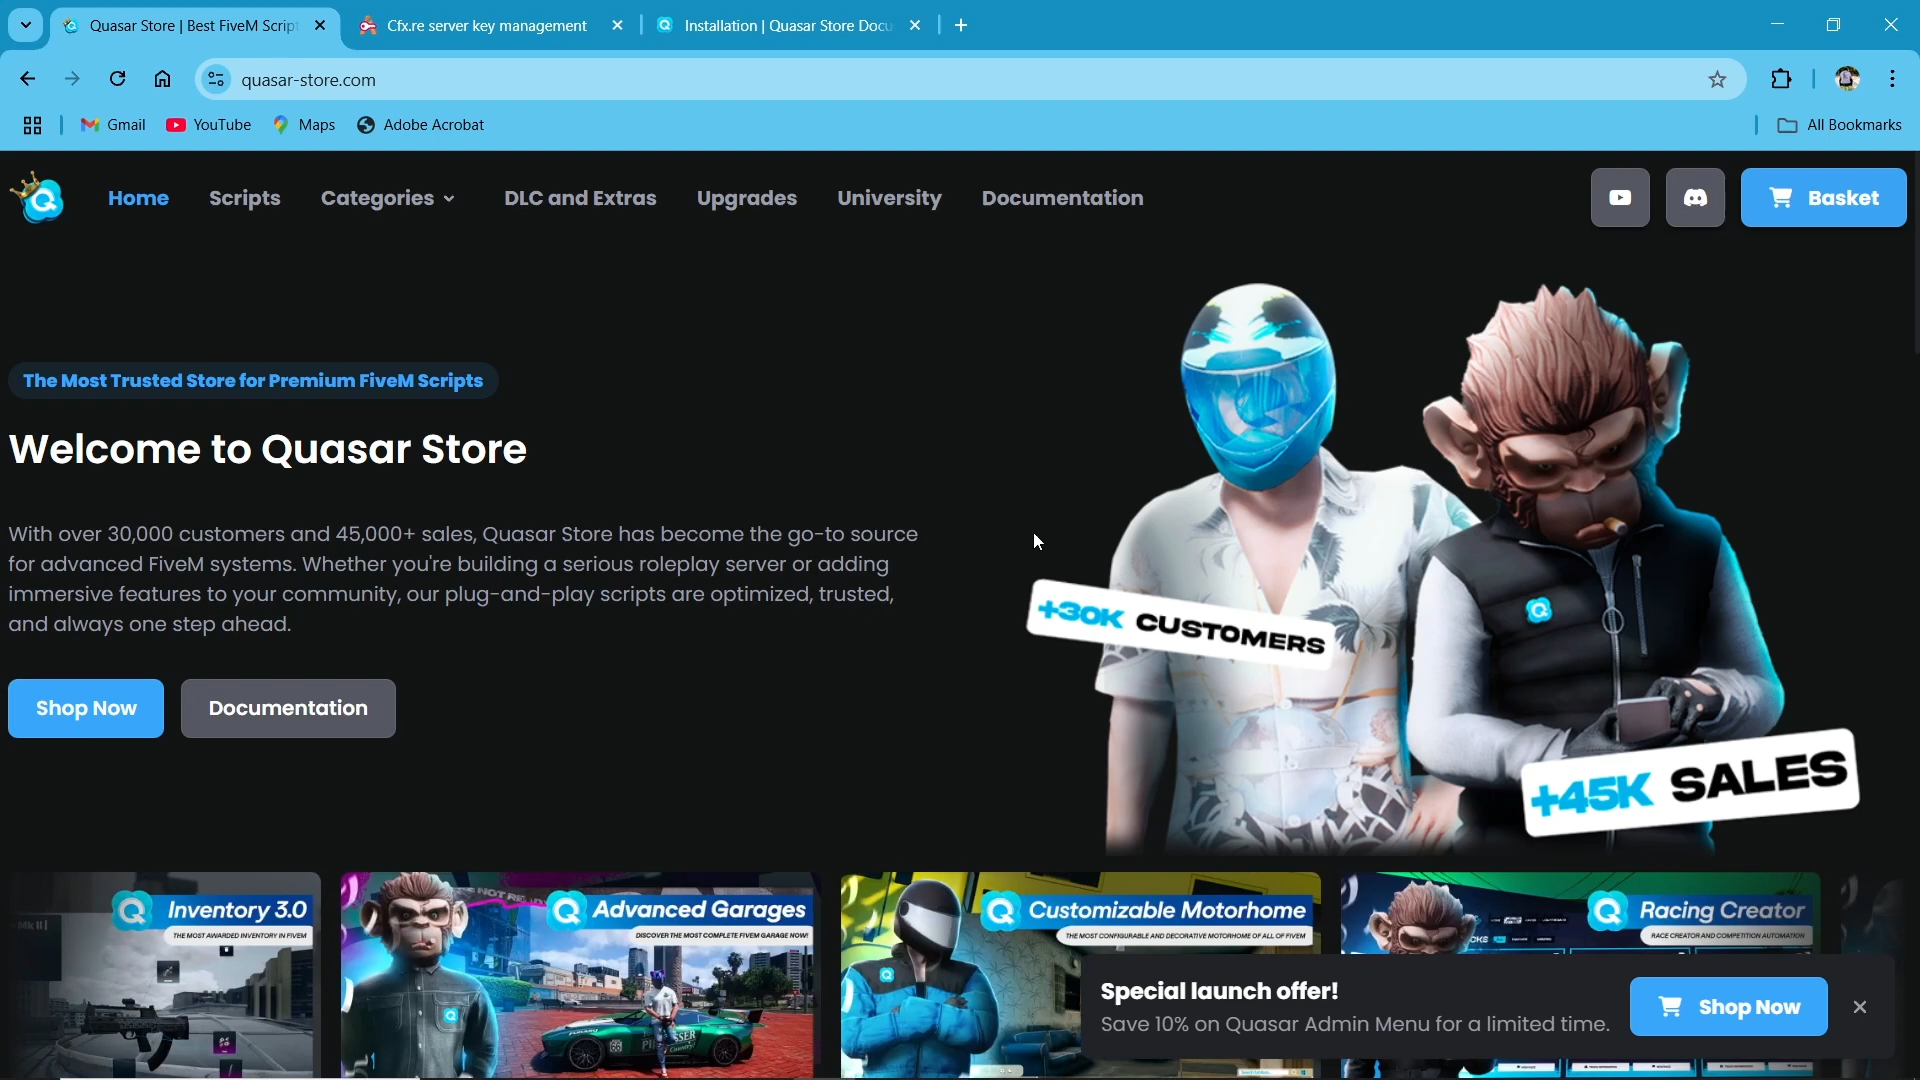 Quasar Store | Best FiveM Scrip
Cfx.re server key management
Installation | Quasar Store Docu
quasar-store.com
Gmail
YouTube
Maps
Adobe Acrobat
All Bookmarks
Home
Scripts
Categories
DLC and Extras
Upgrades
University
Documentation
Basket
The Most Trusted Store for Premium FiveM Scripts
Welcome to Quasar Store
With over 30,000 customers and 45,000+ sales, Quasar Store has become the go-to source
for advanced FiveM systems. Whether you're building a serious roleplay server or adding
immersive features to your community, our plug-and-play scripts are optimized, trusted,
and always one step ahead.
Shop Now
Documentation
+30K CUSTOMERS
+45K SALES
Inventory 3.0
THE MOST AWARDED INVENTORY IN FIVEM
Advanced Garages
DISCOVER THE MOST COMPLETE FIVEM GARAGE NOW!
Customizable Motorhome
THE MOST CONFIGURABLE AND DECORATIVE MOTORHOME OF ALL OF FIVEM
Racing Creator
RACE CREATOR AND COMPETITION AUTOMATION
Special launch offer!
Save 10% on Quasar Admin Menu for a limited time.
Shop Now